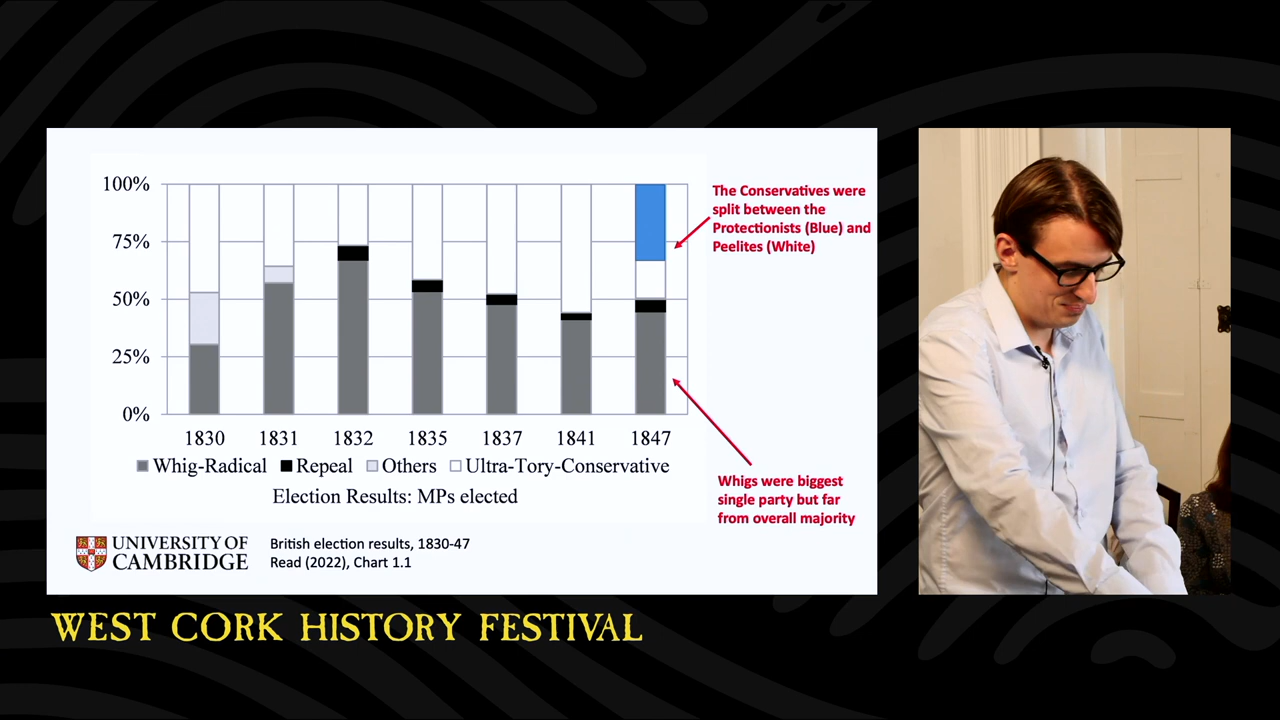 100%
75%
50%
25%
0%
1830 1831 1832 1835 1837 1841 1847
Whig-Radical Repeal Others Ultra-Tory-Conservative
Election Results: MPs elected
The Conservatives were
split between the
Protectionists (Blue) and
Peelites (White)
Whigs were biggest
single party but far
from overall majority
UNIVERSITY OF
CAMBRIDGE
British election results, 1830-47
Read (2022), Chart 1.1
WEST CORK HISTORY FESTIVAL